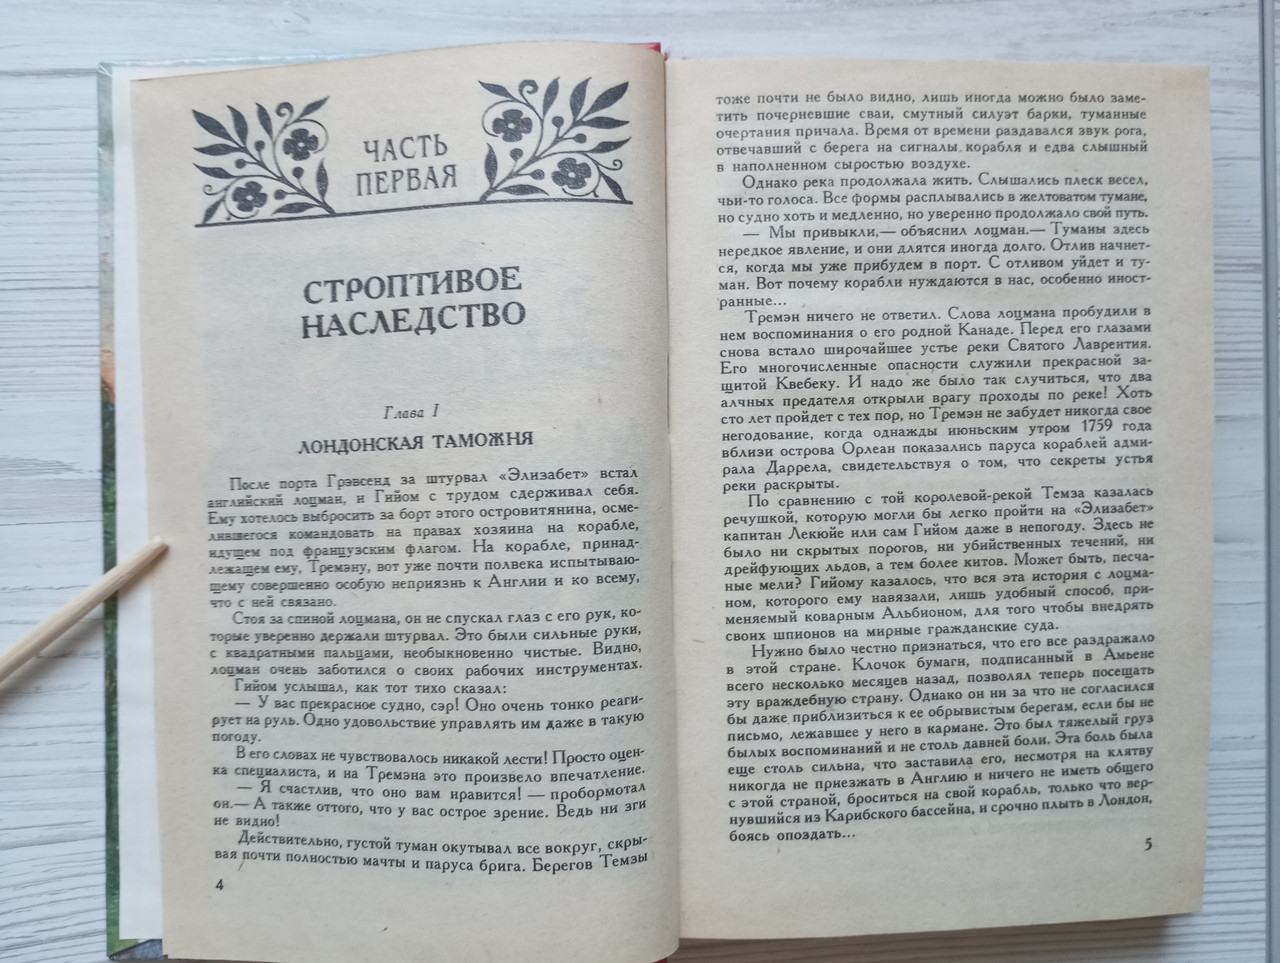 ЧАСТЬ
ПЕРВАЯ
СТРОПТИВОЕ
НАСЛЕДСТВО
Глава I
ЛОНДОНСКАЯ ТАМОЖНЯ
После порта Грэвсенд за штурвал «Элизабет» встал
английский лоцман, и Гийом с трудом сдерживал себя.
Ему хотелось выбросить за борт этого островитянина, осме-
лившегося командовать на правах хозяина на корабле,
идущем под французским флагом. На корабле, принад-
лежащем ему, Тремэну, вот уже почти полвека испытываю-
щему совершенно особую неприязнь к Англии и ко всему,
что с ней связано.
Стоя за спиной лоцмана, он не спускал глаз с его рук, ко-
торые уверенно держали штурвал. Это были сильные руки,
с квадратными пальцами, необыкновенно чистые. Видно,
лоцман очень заботился о своих рабочих инструментах.
Гийом услышал, как тот тихо сказал:
— У вас прекрасное судно, сэр! Оно очень тонко реаги-
рует на руль. Одно удовольствие управлять им даже в такую
погоду.
В его словах не чувствовалось никакой лести! Просто оцен-
ка специалиста, и на Тремэна это произвело впечатление.
— Я счастлив, что оно вам нравится! — пробормотал
он.— А также оттого, что у вас острое зрение. Ведь ни зги
не видно!
Действительно, густой туман окутывал все вокруг, скры-
вая почти полностью мачты и паруса брига. Берегов Темзы
4
тоже почти не было видно, лишь иногда можно было заме-
тить почерневшие сваи, смутный силуэт барки, туманные
очертания причала. Время от времени раздавался звук рога,
отвечавший с берега на сигналы корабля и едва слышный
в наполненном сыростью воздухе.
Однако река продолжала жить. Слышались плеск весел,
чьи-то голоса. Все формы расплывались в желтоватом тумане,
но судно хоть и медленно, но уверенно продолжало свой путь.
— Мы привыкли,— объяснил лоцман.— Туманы здесь
нередкое явление, и они длятся иногда долго. Отлив начнет-
ся, когда мы уже прибудем в порт. С отливом уйдет и ту-
ман. Вот почему корабли нуждаются в нас, особенно иност-
ранные...
Тремэн ничего не ответил. Слова лоцмана пробудили в
нем воспоминания о его родной Канаде. Перед его глазами
снова встало широчайшее устье реки Святого Лаврентия.
Его многочисленные опасности служили прекрасной за-
щитой Квебеку. И надо же было так случиться, что два
алчных предателя открыли врагу проходы по реке! Хоть
сто лет пройдет с тех пор, но Тремэн не забудет никогда свое
негодование, когда однажды июньским утром 1759 года
вблизи острова Орлеан показались паруса кораблей адми-
рала Даррела, свидетельствуя о том, что секреты устья
реки раскрыты.
По сравнению с той королевой-рекой Темза казалась
речушкой, которую могли бы легко пройти на «Элизабет»
капитан Лекюйе или сам Гийом даже в непогоду. Здесь не
было ни скрытых порогов, ни убийственных течений, ни
дрейфующих льдов, а тем более китов. Может быть, песча-
ные мели? Гийому казалось, что вся эта история с лоцма-
ном, которого ему навязали, лишь удобный способ, при-
меняемый коварным Альбионом, для того чтобы внедрять
своих шпионов на мирные гражданские суда.
Нужно было честно признаться, что его все раздражало
в этой стране. Клочок бумаги, подписанный в Амьене
всего несколько месяцев назад, позволял теперь посещать
эту враждебную страну. Однако он ни за что не согласился
бы даже приблизиться к ее обрывистым берегам, если бы не
письмо, лежавшее у него в кармане. Это был тяжелый груз
былых воспоминаний и не столь давней боли. Эта боль была
еще столь сильна, что заставила его, несмотря на клятву
никогда не приезжать в Англию и ничего не иметь общего
с этой страной, броситься на свой корабль, только что вер-
нувшийся из Карибского бассейна, и срочно плыть в Лондон,
боясь опоздать...
5